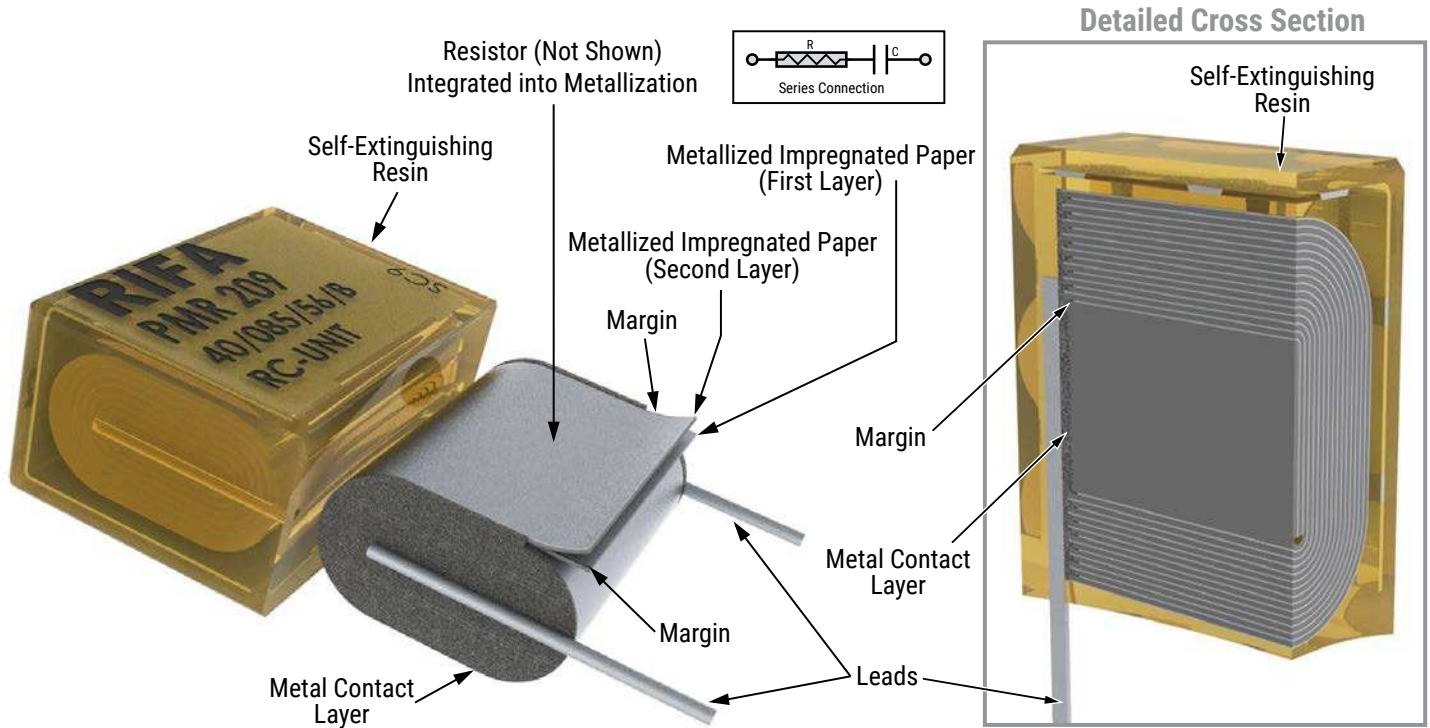 Detailed Cross Section
Resistor (Not Shown)
Integrated into Metallization
R
C
Series Connection
Self-Extinguishing
Resin
Metallized Impregnated Paper
(First Layer)
Metallized Impregnated Paper
(Second Layer)
Margin
Self-Extinguishing
Resin
RIFA
PMR 209
40/085/56/B
RC-UNIT
Margin
Metal Contact
Layer
Margin
Leads
Metal Contact
Layer